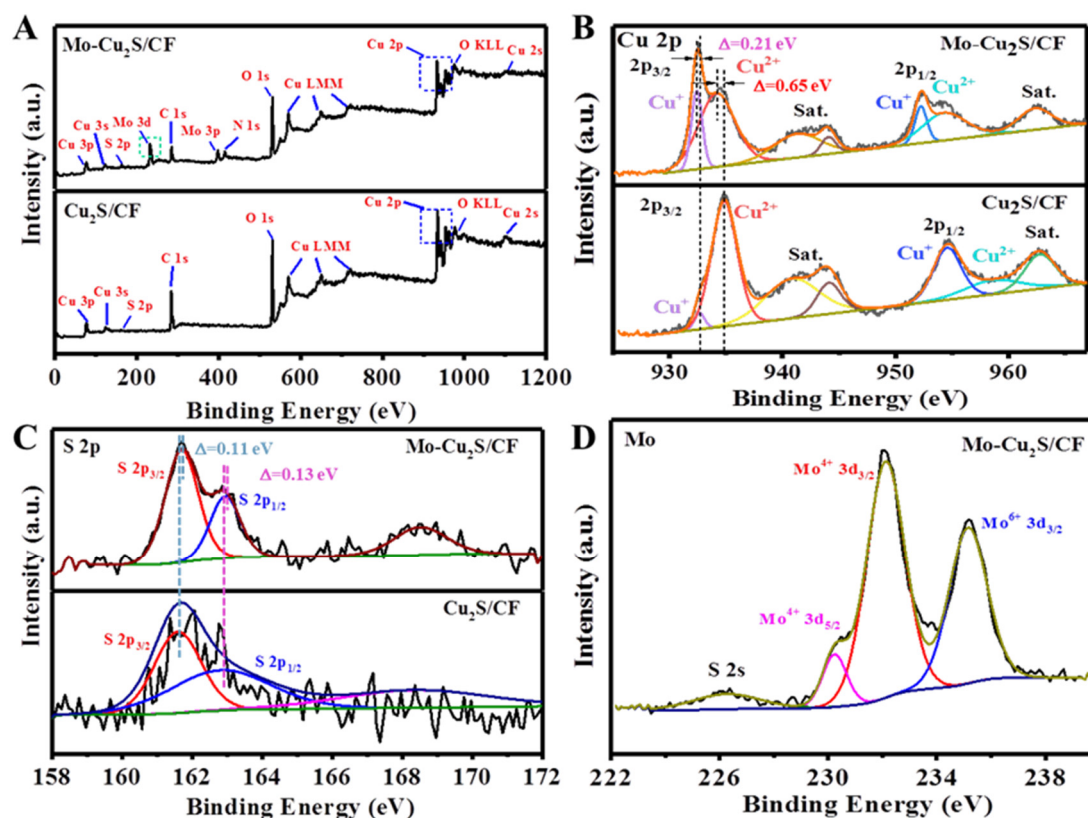 A
Mo-Cu₂S/CF
Cu 2p
O KLL
Cu 2s
O 1s
Cu LMM
Cu 3s
Mo 3d
C 1s
Mo 3p
N 1s
Cu 3p
S 2p
Cu₂S/CF
Cu 2p
O KLL
Cu 2s
O 1s
Cu LMM
C 1s
Cu 3p
Cu 3s
S 2p
Intensity (a.u.)
0 200 400 600 800 1000 1200
Binding Energy (eV)
B
Cu 2p
Δ=0.21 eV
Mo-Cu₂S/CF
2p₃/₂
Cu²⁺
Δ=0.65 eV
Cu⁺
Sat.
2p₁/₂
Cu⁺
Cu²⁺
Sat.
2p₃/₂
Cu²⁺
Cu₂S/CF
Cu⁺
Sat.
2p₁/₂
Cu⁺
Cu²⁺
Sat.
Intensity (a.u.)
930 940 950 960
Binding Energy (eV)
C
S 2p
Δ=0.11 eV
Mo-Cu₂S/CF
S 2p₃/₂
Δ=0.13 eV
S 2p₁/₂
Cu₂S/CF
S 2p₃/₂
S 2p₁/₂
Intensity (a.u.)
158 160 162 164 166 168 170 172
Binding Energy (eV)
D
Mo
Mo-Cu₂S/CF
Mo⁴⁺ 3d₃/₂
Mo⁶⁺ 3d₃/₂
Mo⁴⁺ 3d₅/₂
S 2s
Intensity (a.u.)
222 226 230 234 238
Binding Energy (eV)